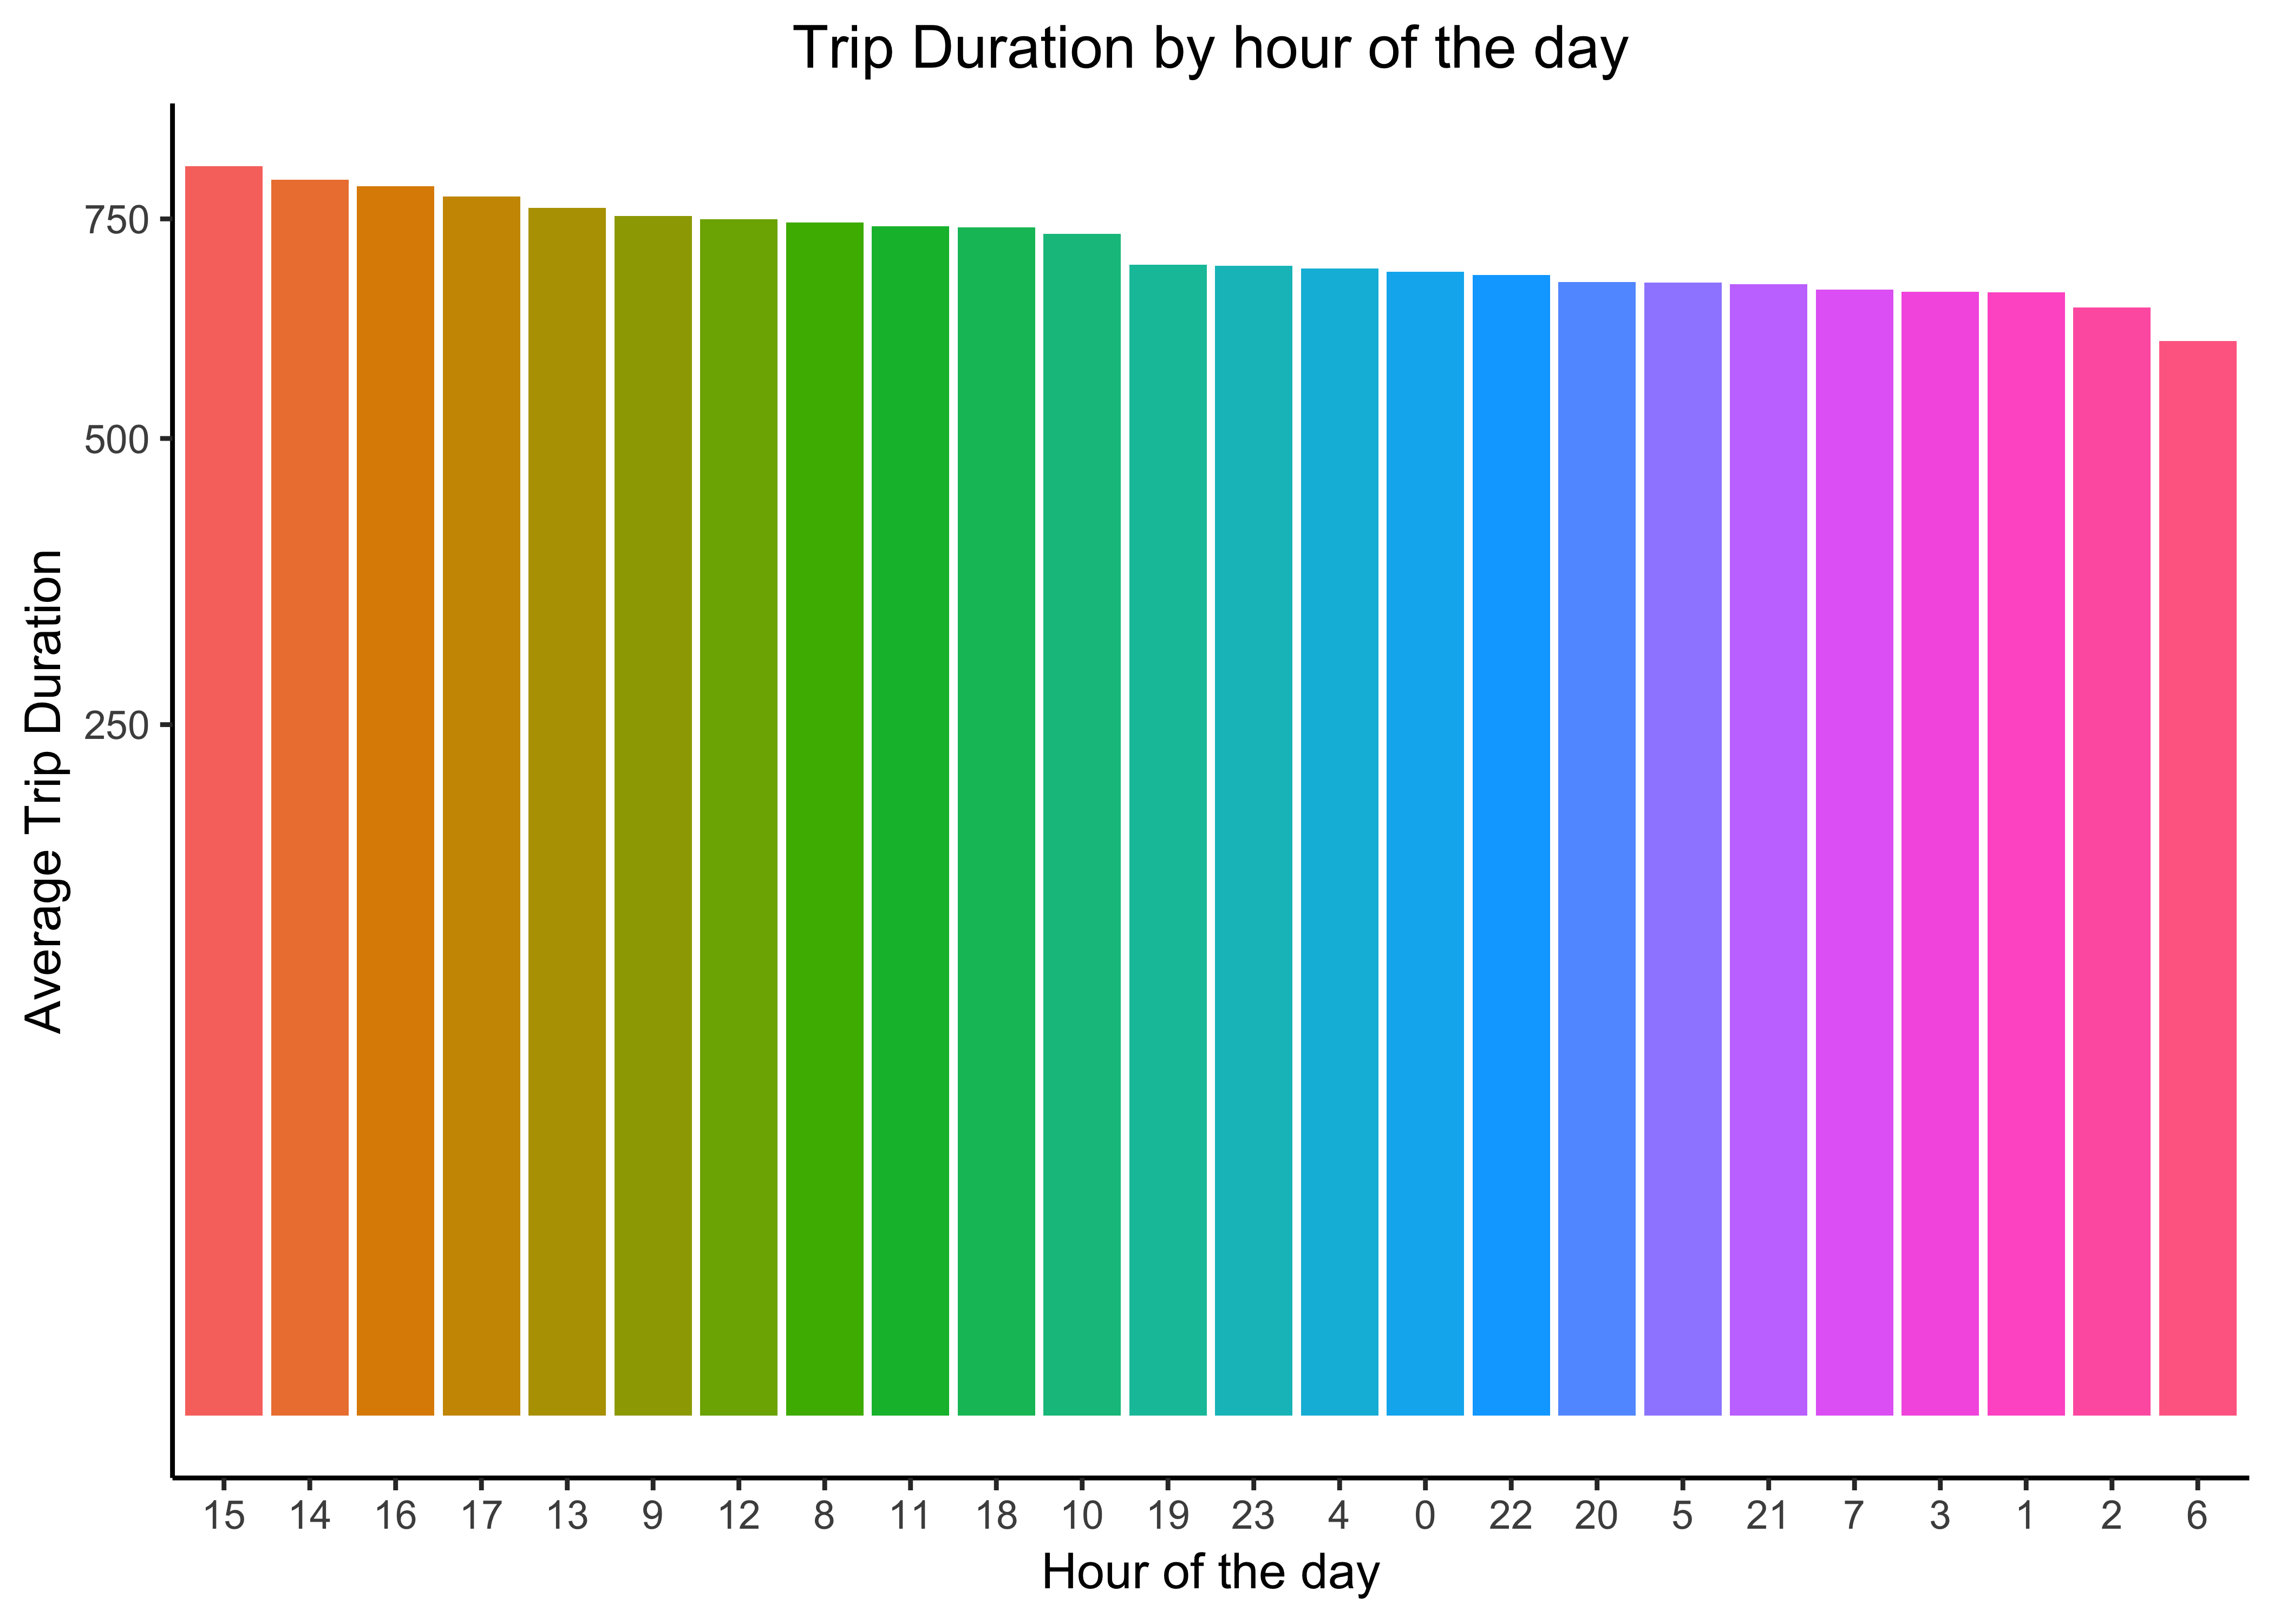 Trip Duration by hour of the day
750
500
250
Average Trip Duration
15 14 16 17 13 9 12 8 11 18 10 19 23 4 0 22 20 5 21 7 3 1 2 6
Hour of the day